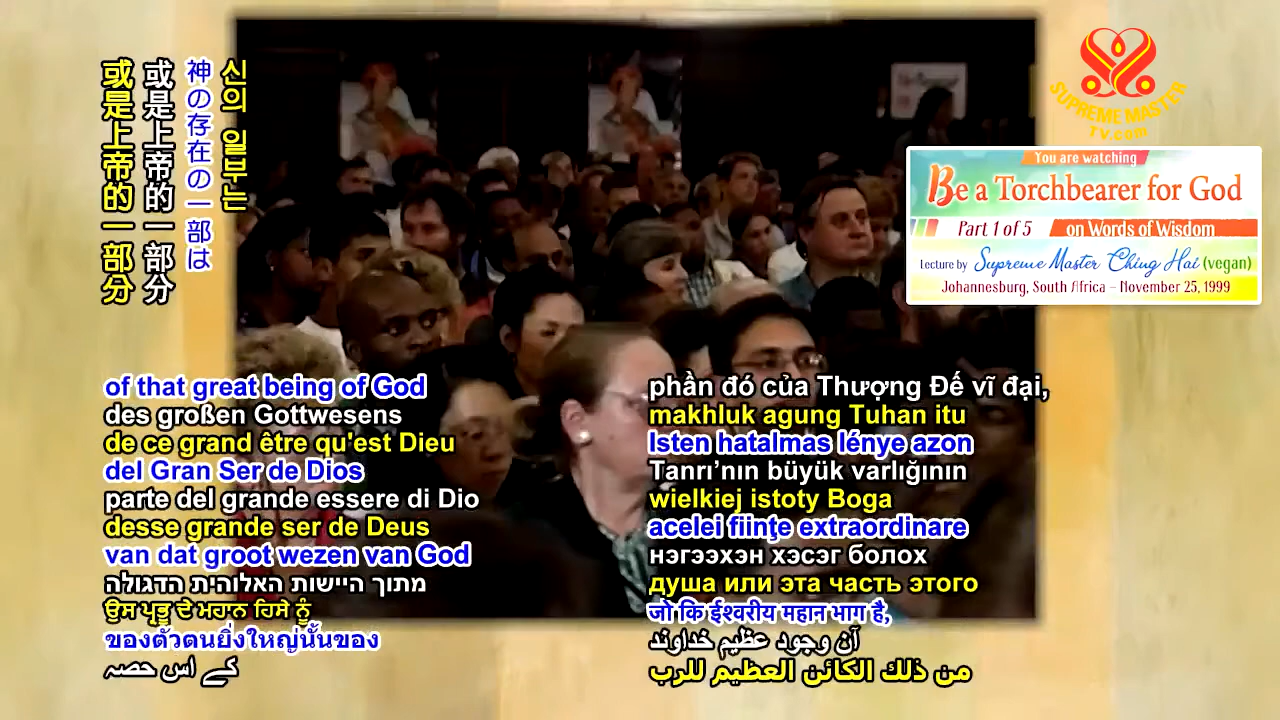 或是上帝的一部分
或是上帝的一部分
神の存在の一部は
신의 일부는
SUPREME MASTER
TV.com
You are watching
Be a Torchbearer for God
Part 1 of 5
on Words of Wisdom
Lecture by Supreme Master Ching Hai (vegan)
Johannesburg, South Africa – November 25, 1999
of that great being of God
des großen Gottwesens
de ce grand être qu'est Dieu
del Gran Ser de Dios
parte del grande essere di Dio
desse grande ser de Deus
van dat groot wezen van God
מתוך היישות האלוהית הדגולה
ਉਸ ਪ੍ਰਭੂ ਦੇ ਮਹਾਨ ਹਿਸੇ ਨੂੰ
ของตัวตนยิ่งใหญ่นั้นของ
کے اس حصہ
phần đó của Thượng Đế vĩ đại,
makhluk agung Tuhan itu
Isten hatalmas lénye azon
Tanrı’nın büyük varlığının
wielkiej istoty Boga
acelei fiinţe extraordinare
нэгээхэн хэсэг болох
душа или эта часть этого
जो कि ईश्वरीय महान भाग है,
آن وجود عظیم خداوند
من ذلك الكائن العظيم للرب